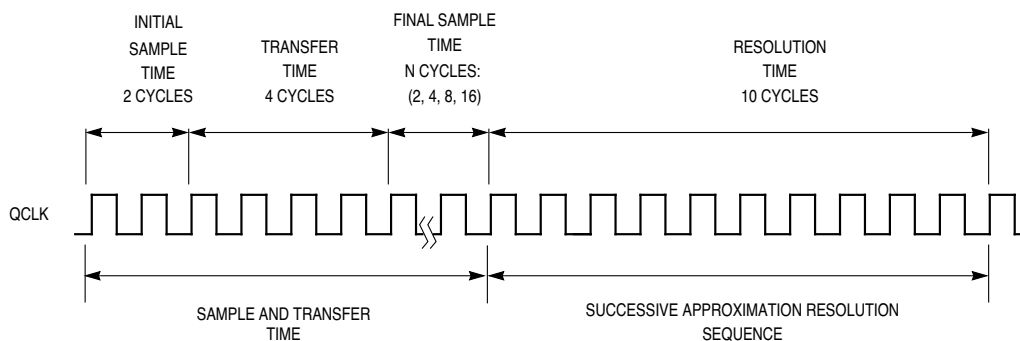 INITIAL
SAMPLE
TIME
2 CYCLES
TRANSFER
TIME
4 CYCLES
FINAL SAMPLE
TIME
N CYCLES:
(2, 4, 8, 16)
RESOLUTION
TIME
10 CYCLES
QCLK
SAMPLE AND TRANSFER
TIME
SUCCESSIVE APPROXIMATION RESOLUTION
SEQUENCE